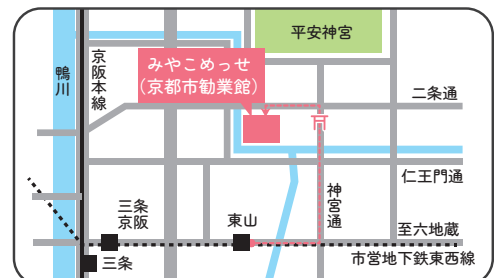 平安神宮
みやこめっせ
(京都市勧業館)
鴨川
京阪本線
二条通
仁王門通
神宮通
三条
京阪
東山
至六地蔵
市営地下鉄東西線
三条